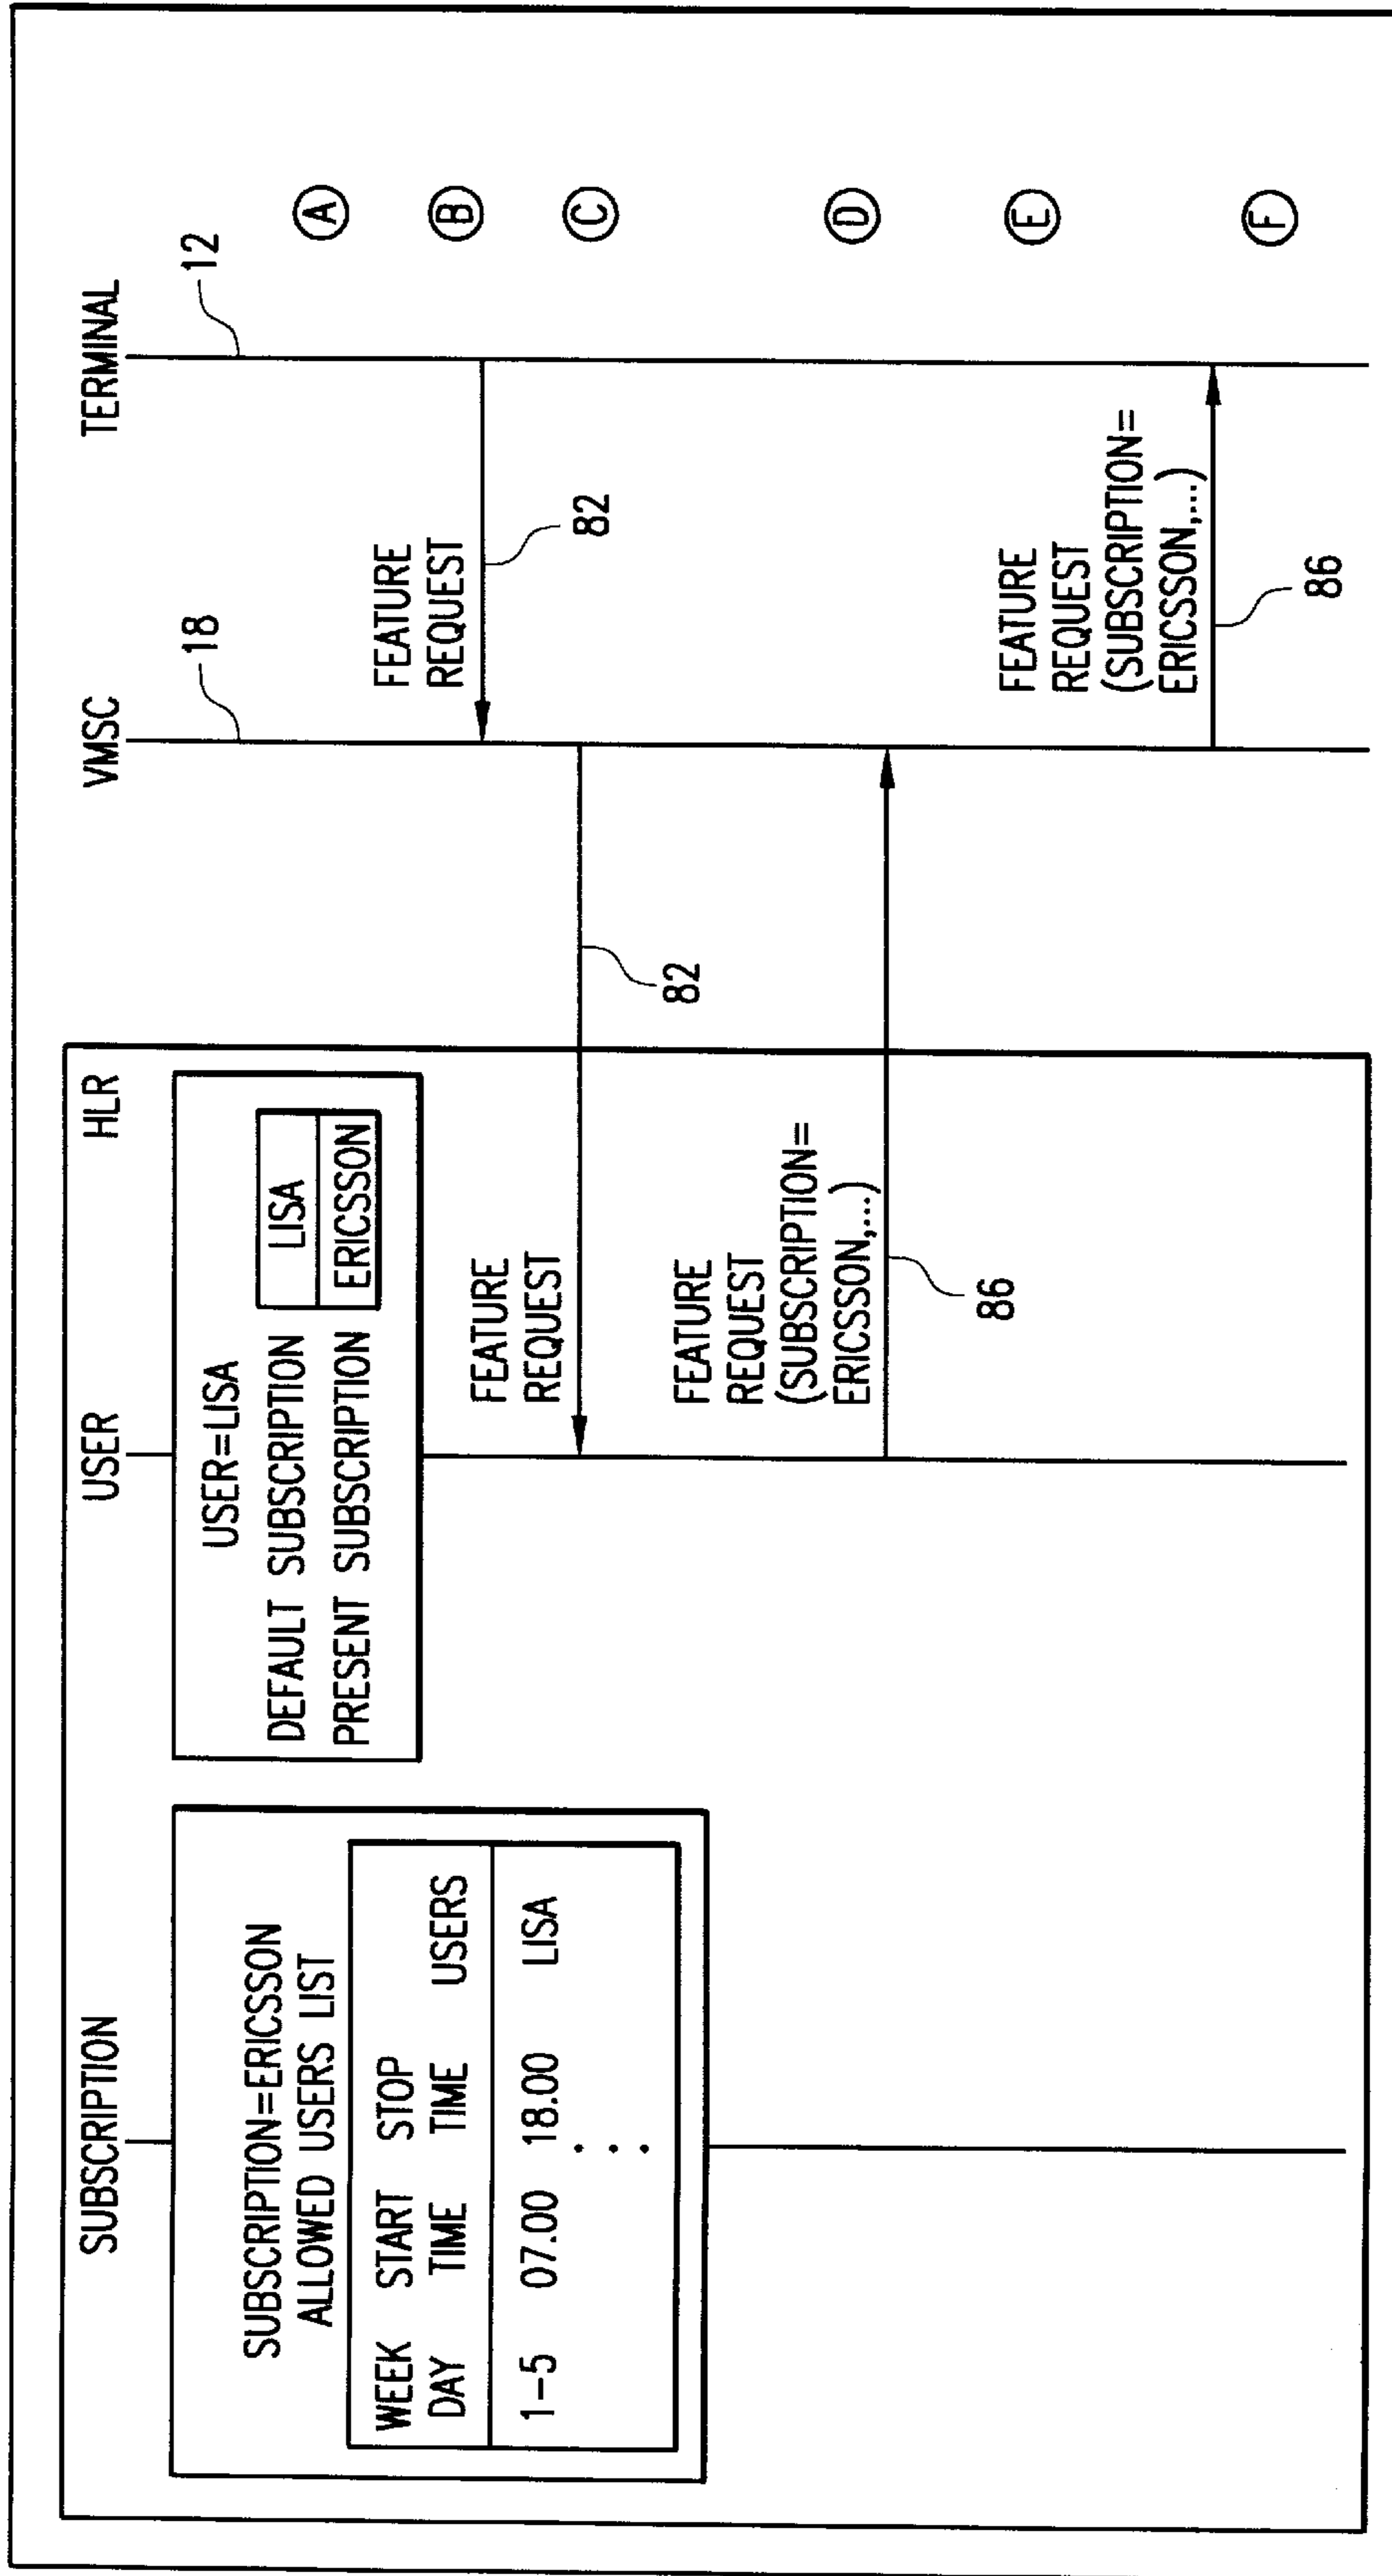 SUBSCRIPTION
USER
HLR
VMSC
TERMINAL
SUBSCRIPTION=ERICSSON
ALLOWED USERS LIST
WEEK START STOP
DAY TIME TIME USERS
1-5 07.00 18.00 LISA
USER=LISA
DEFAULT SUBSCRIPTION LISA
PRESENT SUBSCRIPTION ERICSSON
18
12
A
FEATURE
REQUEST
82
B
FEATURE
REQUEST
82
C
FEATURE
REQUEST
(SUBSCRIPTION=
ERICSSON,...)
86
D
E
FEATURE
REQUEST
(SUBSCRIPTION=
ERICSSON,...)
86
F